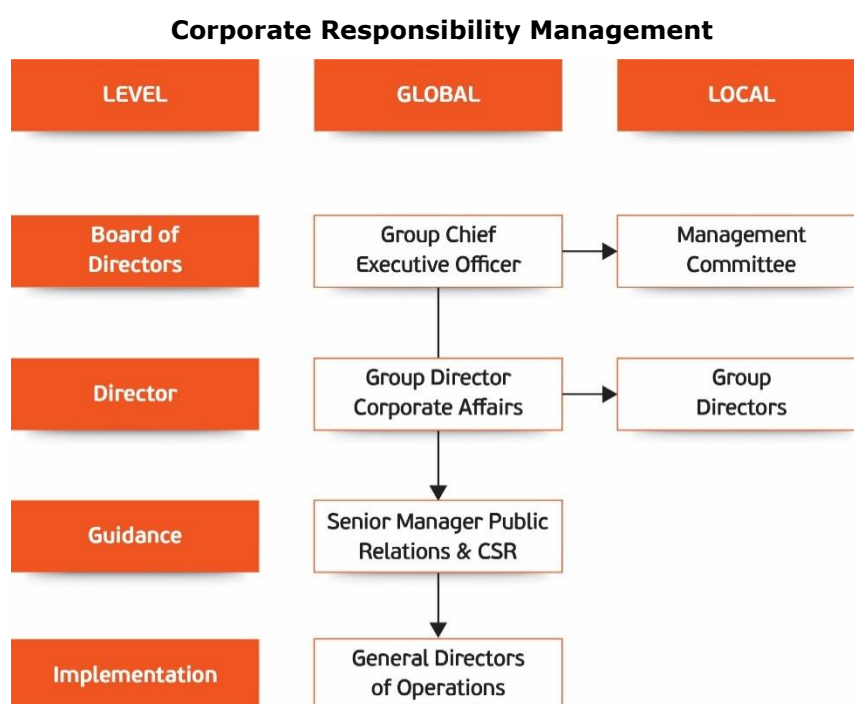 Corporate Responsibility Management
LEVEL
GLOBAL
LOCAL
Board of
Directors
Group Chief
Executive Officer
Management
Committee
Director
Group Director
Corporate Affairs
Group
Directors
Guidance
Senior Manager Public
Relations & CSR
Implementation
General Directors
of Operations